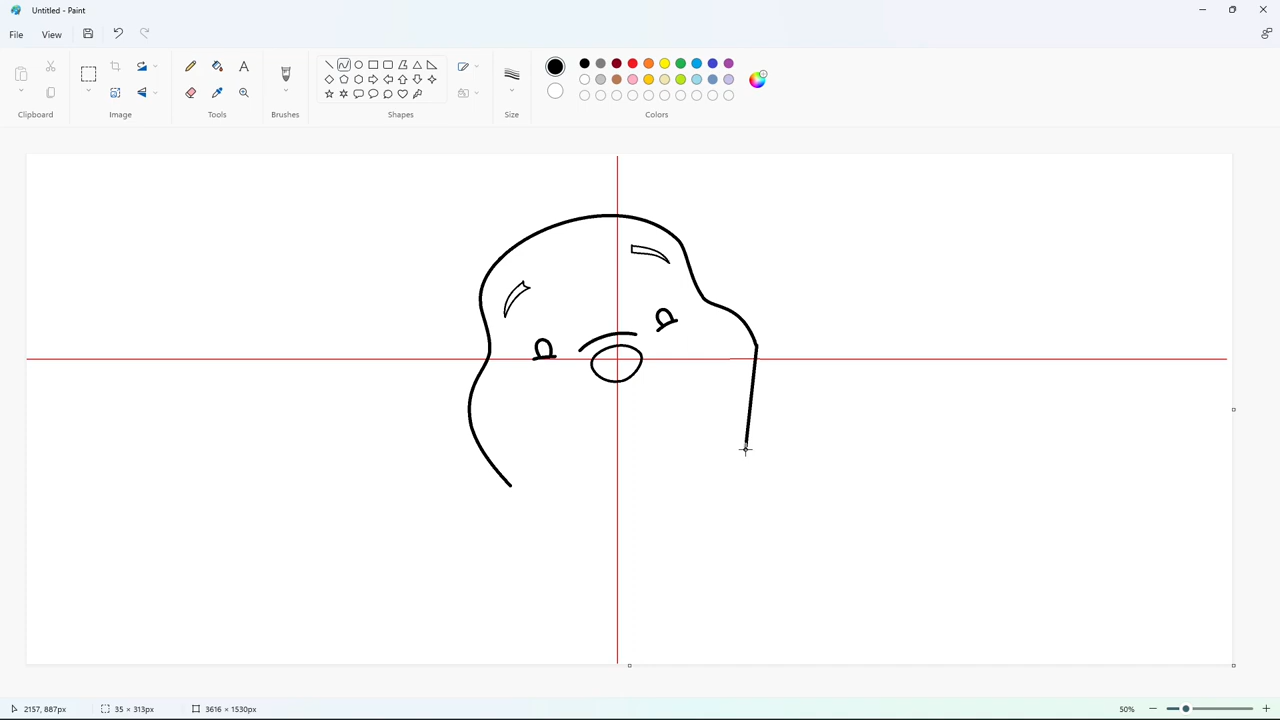 Untitled - Paint
File View
Clipboard Image Tools Brushes Shapes Size Colors
2157, 887px 35 × 313px 3616 × 1530px 50%